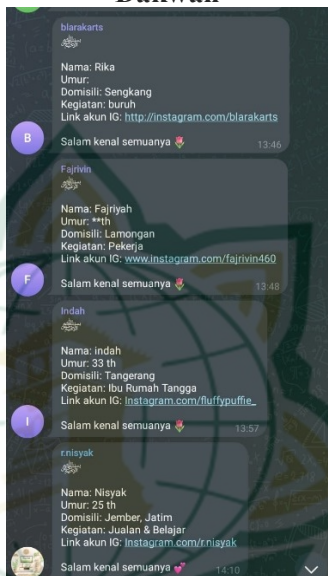 Dakwah
blarakarts
Nama: Rika
Umur:
Domisili: Sengkang
Kegiatan: buruh
Link akun IG: http://instagram.com/blarakarts
Salam kenal semuanya 🌷
13:46
B
Fajrivin
Nama: Fajriyah
Umur: **th
Domisili: Lamongan
Kegiatan: Pekerja
Link akun IG: www.instagram.com/fajrivin460
Salam kenal semuanya 🌷
13:48
F
Indah
Nama: indah
Umur: 33 th
Domisili: Tangerang
Kegiatan: Ibu Rumah Tangga
Link akun IG: Instagram.com/fluffypuffie_
Salam kenal semuanya 🌷
13:57
I
r.nisyak
Nama: Nisyak
Umur: 25 th
Domisili: Jember, Jatim
Kegiatan: Jualan & Belajar
Link akun IG: Instagram.com/r.nisyak
Salam kenal semuanya 💕
14.10